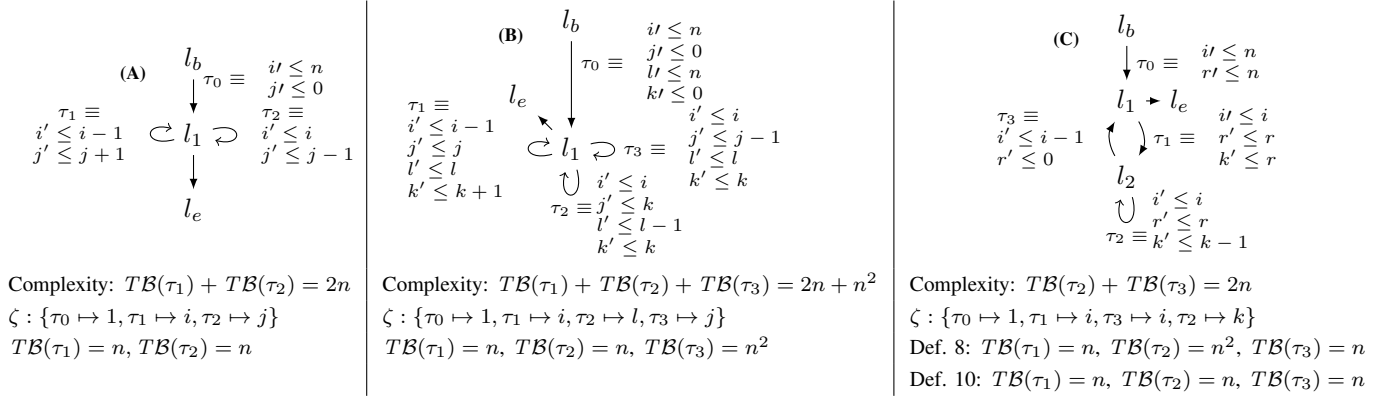 (A)
l_b
τ_0 ≡
i′ ≤ n
j′ ≤ 0
τ_1 ≡
i′ ≤ i − 1
j′ ≤ j + 1
l_1
τ_2 ≡
i′ ≤ i
j′ ≤ j − 1
l_e
Complexity: TB(τ_1) + TB(τ_2) = 2n
ζ : {τ_0 ↦ 1, τ_1 ↦ i, τ_2 ↦ j}
TB(τ_1) = n, TB(τ_2) = n
(B)
l_b
τ_0 ≡
i′ ≤ n
j′ ≤ 0
l′ ≤ n
k′ ≤ 0
l_e
τ_1 ≡
i′ ≤ i − 1
j′ ≤ j
l′ ≤ l
k′ ≤ k + 1
l_1
τ_3 ≡
i′ ≤ i
j′ ≤ j − 1
l′ ≤ l
k′ ≤ k
τ_2 ≡
i′ ≤ i
j′ ≤ k
l′ ≤ l − 1
k′ ≤ k
Complexity: TB(τ_1) + TB(τ_2) + TB(τ_3) = 2n + n²
ζ : {τ_0 ↦ 1, τ_1 ↦ i, τ_2 ↦ l, τ_3 ↦ j}
TB(τ_1) = n, TB(τ_2) = n, TB(τ_3) = n²
(C)
l_b
τ_0 ≡
i′ ≤ n
r′ ≤ n
l_1
l_e
τ_3 ≡
i′ ≤ i − 1
r′ ≤ 0
τ_1 ≡
i′ ≤ i
r′ ≤ r
k′ ≤ r
l_2
τ_2 ≡
i′ ≤ i
r′ ≤ r
k′ ≤ k − 1
Complexity: TB(τ_2) + TB(τ_3) = 2n
ζ : {τ_0 ↦ 1, τ_1 ↦ i, τ_3 ↦ i, τ_2 ↦ k}
Def. 8: TB(τ_1) = n, TB(τ_2) = n², TB(τ_3) = n
Def. 10: TB(τ_1) = n, TB(τ_2) = n, TB(τ_3) = n